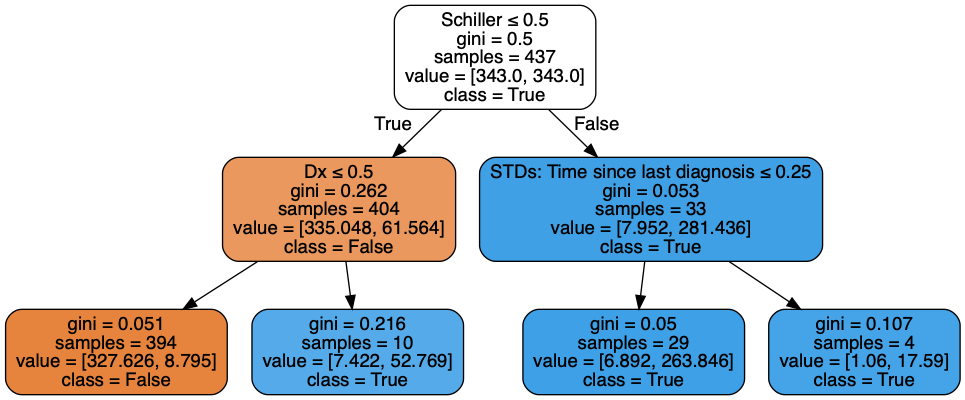 Schiller ≤ 0.5
gini = 0.5
samples = 437
value = [343.0, 343.0]
class = True
True
False
Dx ≤ 0.5
gini = 0.262
samples = 404
value = [335.048, 61.564]
class = False
STDs: Time since last diagnosis ≤ 0.25
gini = 0.053
samples = 33
value = [7.952, 281.436]
class = True
gini = 0.051
samples = 394
value = [327.626, 8.795]
class = False
gini = 0.216
samples = 10
value = [7.422, 52.769]
class = True
gini = 0.05
samples = 29
value = [6.892, 263.846]
class = True
gini = 0.107
samples = 4
value = [1.06, 17.59]
class = True